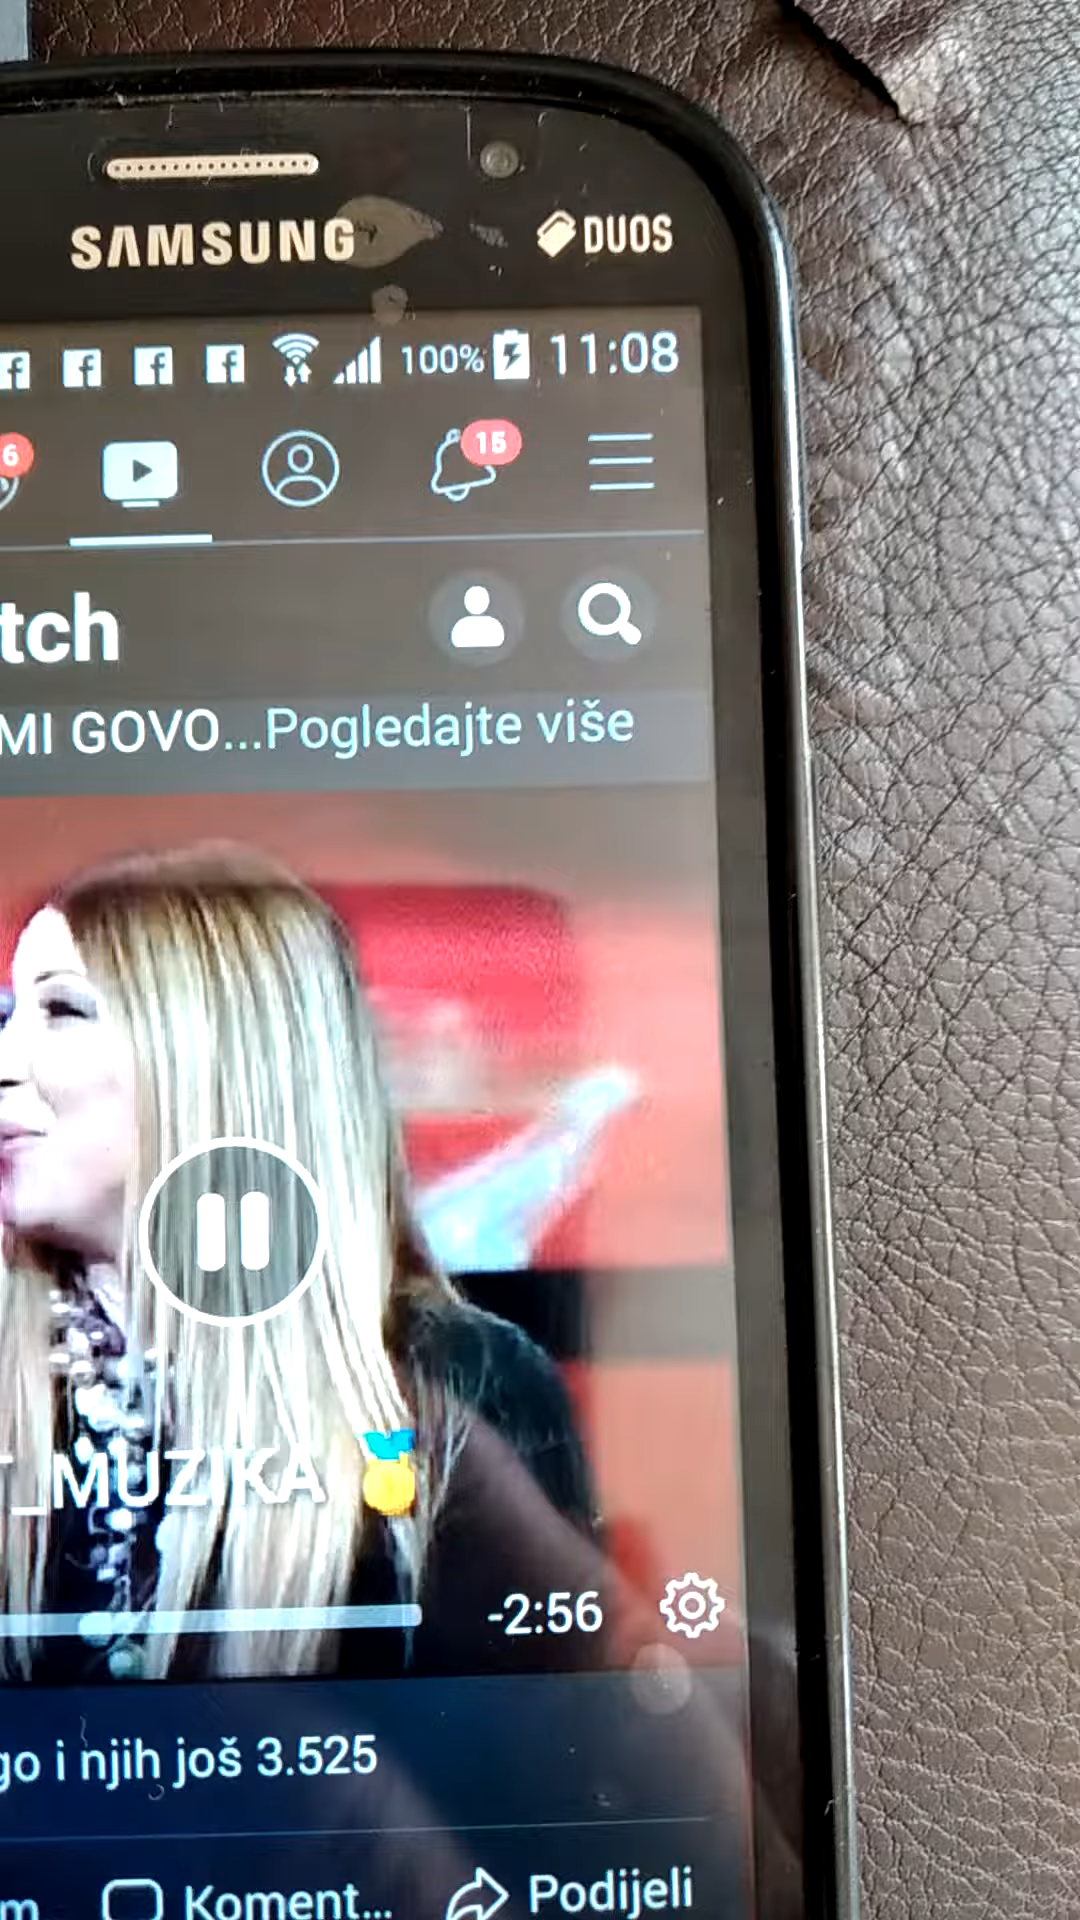 SAMSUNG DUOS
100% 11:08
6 15
tch
MI GOVO...Pogledajte više
_MUZIKA
-2:56
go i njih još 3.525
m Koment... Podijeli